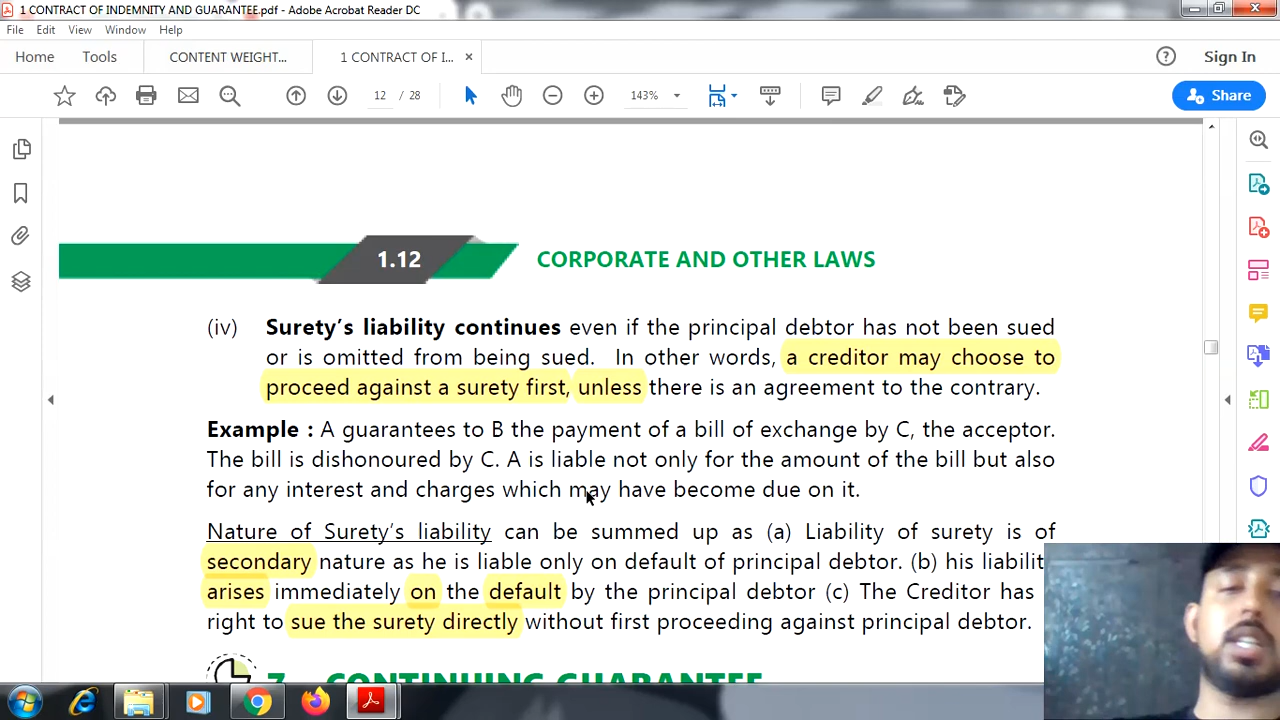 1 CONTRACT OF INDEMNITY AND GUARANTEE.pdf - Adobe Acrobat Reader DC
File Edit View Window Help
Home Tools CONTENT WEIGHT... 1 CONTRACT OF I... × Sign In
12 / 28 143% Share
1.12 CORPORATE AND OTHER LAWS
(iv) Surety's liability continues even if the principal debtor has not been sued
or is omitted from being sued. In other words, a creditor may choose to
proceed against a surety first, unless there is an agreement to the contrary.
Example : A guarantees to B the payment of a bill of exchange by C, the acceptor.
The bill is dishonoured by C. A is liable not only for the amount of the bill but also
for any interest and charges which may have become due on it.
Nature of Surety's liability can be summed up as (a) Liability of surety is of
secondary nature as he is liable only on default of principal debtor. (b) his liabilit
arises immediately on the default by the principal debtor (c) The Creditor has
right to sue the surety directly without first proceeding against principal debtor.
7. CONTINUING GUARANTEE